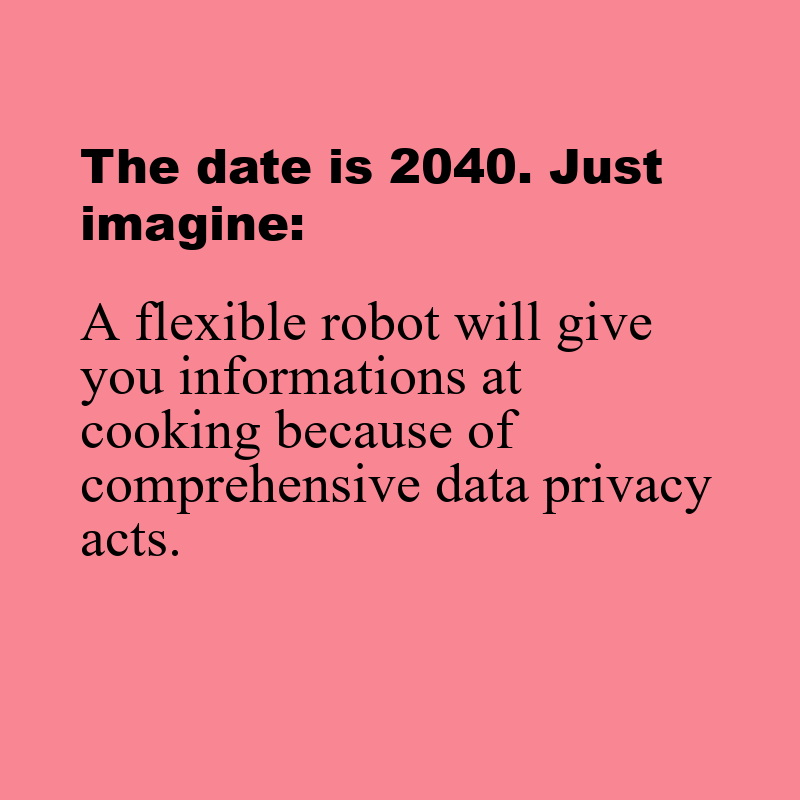 The date is 2040. Just
imagine:
A flexible robot will give
you informations at
cooking because of
comprehensive data privacy
acts.